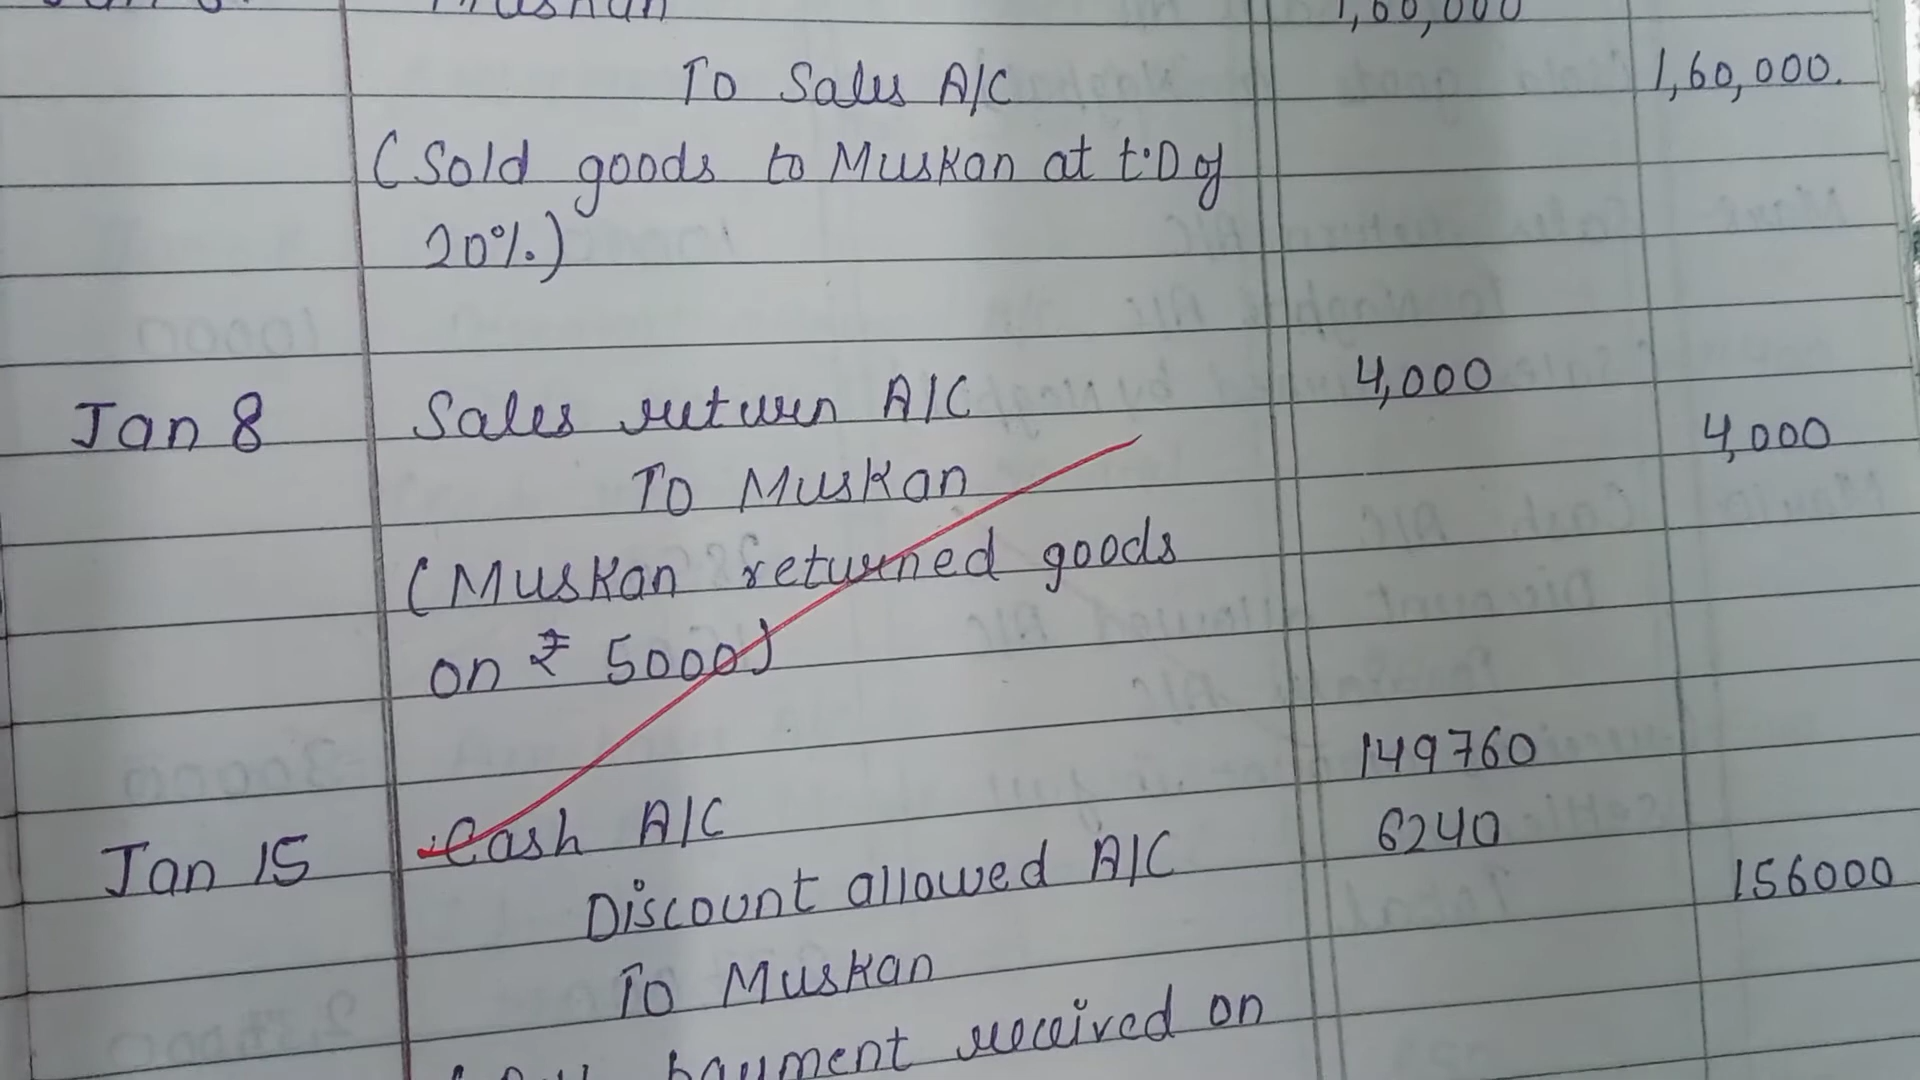 Muskan 1,60,000
To Sales A/C 1,60,000.
(Sold goods to Muskan at t.D of
20%.)
Jan 8 Sales return A/C 4,000
To Muskan 4,000
(Muskan returned goods
on ₹ 5000)
Jan 15 Cash A/C 149760
Discount allowed A/C 6240
To Muskan 156000
payment received on